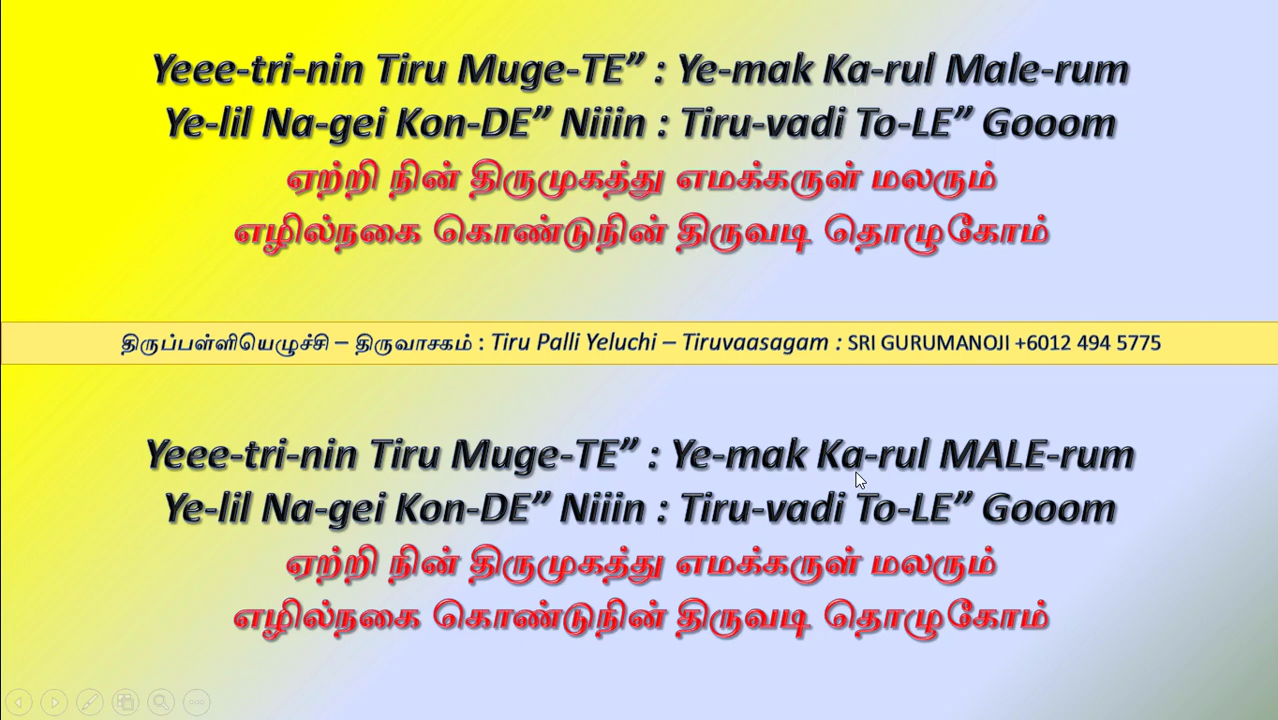 Yeee-tri-nin Tiru Muge-TE” : Ye-mak Ka-rul Male-rum
Ye-lil Na-gei Kon-DE” Niiin : Tiru-vadi To-LE” Gooom
ஏற்றி நின் திருமுகத்து எமக்கருள் மலரும்
எழில்நகை கொண்டுநின் திருவடி தொழுகோம்
திருப்பள்ளியெழுச்சி – திருவாசகம் : Tiru Palli Yeluchi – Tiruvaasagam : SRI GURUMANOJI +6012 494 5775
Yeee-tri-nin Tiru Muge-TE” : Ye-mak Ka-rul MALE-rum
Ye-lil Na-gei Kon-DE” Niiin : Tiru-vadi To-LE” Gooom
ஏற்றி நின் திருமுகத்து எமக்கருள் மலரும்
எழில்நகை கொண்டுநின் திருவடி தொழுகோம்